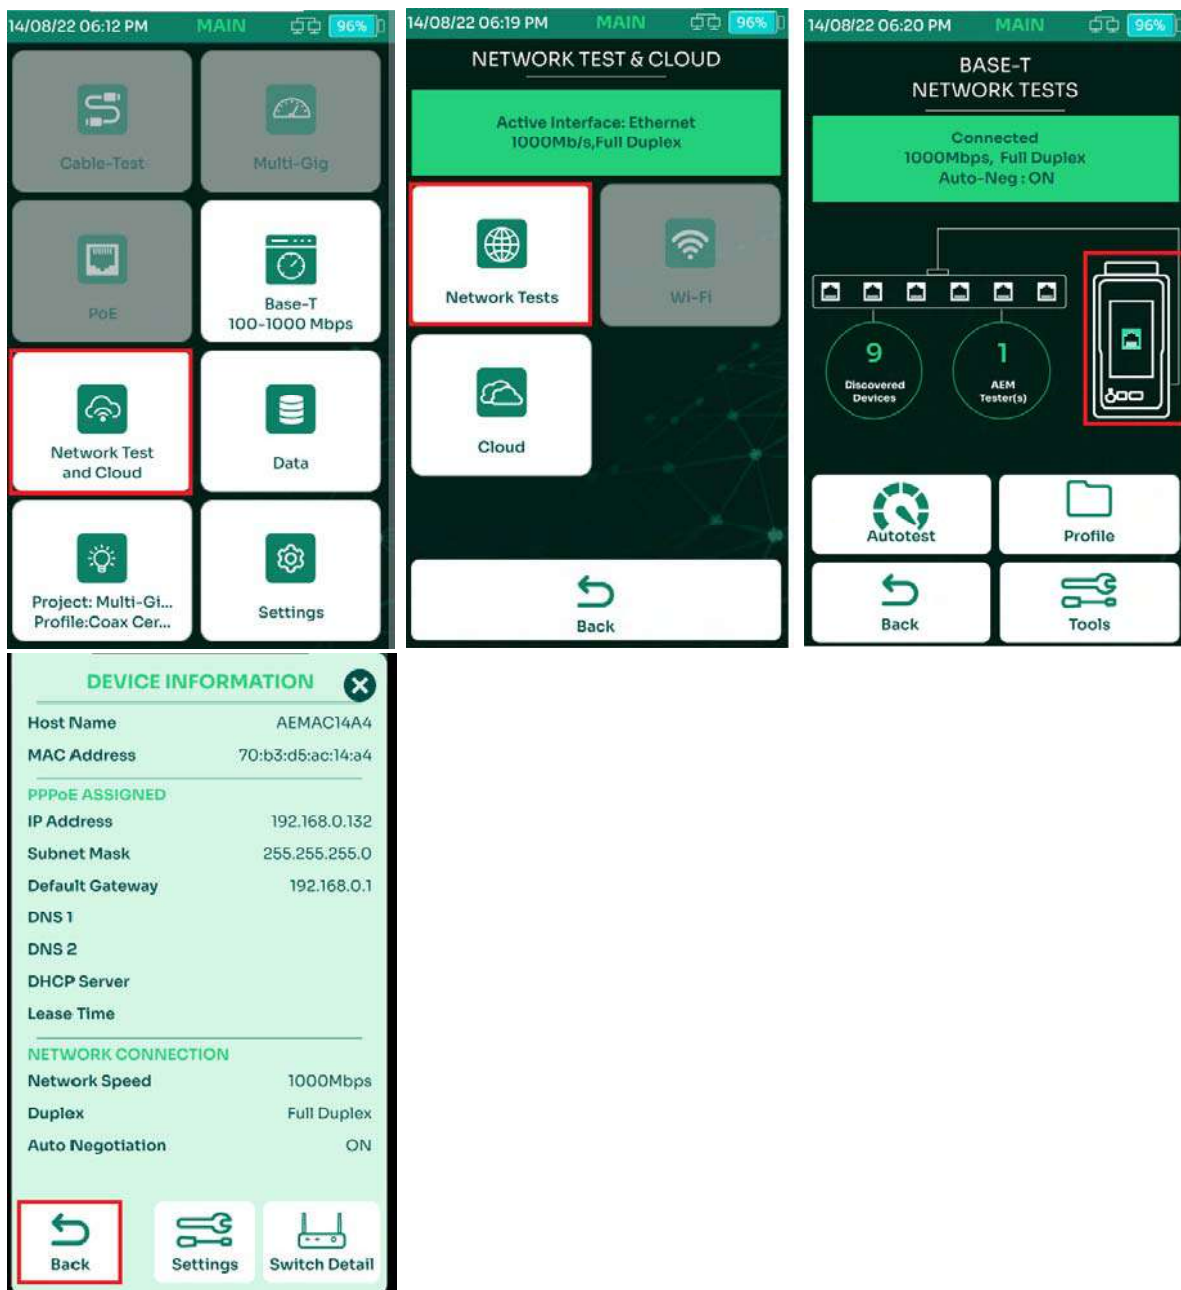 14/08/22 06:12 PM MAIN 96%
Cable-Test
Multi-Gig
PoE
Base-T
100-1000 Mbps
Network Test
and Cloud
Data
Project: Multi-Gi...
Profile:Coax Cer...
Settings
14/08/22 06:19 PM MAIN 96%
NETWORK TEST & CLOUD
Active Interface: Ethernet
1000Mb/s,Full Duplex
Network Tests
Wi-Fi
Cloud
Back
14/08/22 06:20 PM MAIN 96%
BASE-T
NETWORK TESTS
Connected
1000Mbps, Full Duplex
Auto-Neg : ON
9
Discovered
Devices
1
AEM
Tester(s)
Autotest
Profile
Back
Tools
DEVICE INFORMATION
Host Name AEMAC14A4
MAC Address 70:b3:d5:ac:14:a4
PPPoE ASSIGNED
IP Address 192.168.0.132
Subnet Mask 255.255.255.0
Default Gateway 192.168.0.1
DNS 1
DNS 2
DHCP Server
Lease Time
NETWORK CONNECTION
Network Speed 1000Mbps
Duplex Full Duplex
Auto Negotiation ON
Back
Settings
Switch Detail